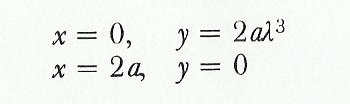 x = 0, y = 2aλ³
x = 2a, y = 0